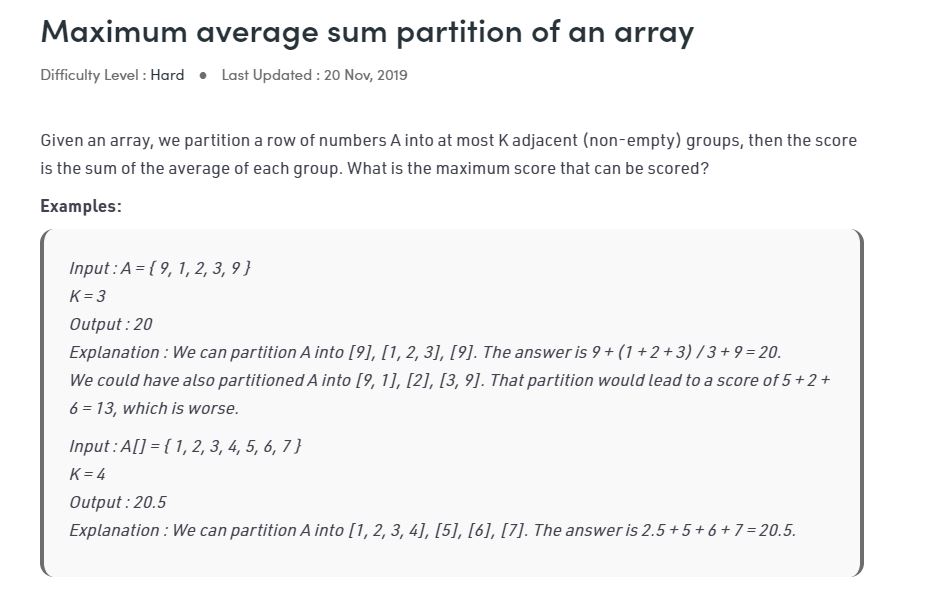 Maximum average sum partition of an array
Difficulty Level : Hard ● Last Updated : 20 Nov, 2019
Given an array, we partition a row of numbers A into at most K adjacent (non-empty) groups, then the score
is the sum of the average of each group. What is the maximum score that can be scored?
Examples:
Input : A = { 9, 1, 2, 3, 9 }
K = 3
Output : 20
Explanation : We can partition A into [9], [1, 2, 3], [9]. The answer is 9 + (1 + 2 + 3) / 3 + 9 = 20.
We could have also partitioned A into [9, 1], [2], [3, 9]. That partition would lead to a score of 5 + 2 +
6 = 13, which is worse.
Input : A[] = { 1, 2, 3, 4, 5, 6, 7 }
K = 4
Output : 20.5
Explanation : We can partition A into [1, 2, 3, 4], [5], [6], [7]. The answer is 2.5 + 5 + 6 + 7 = 20.5.